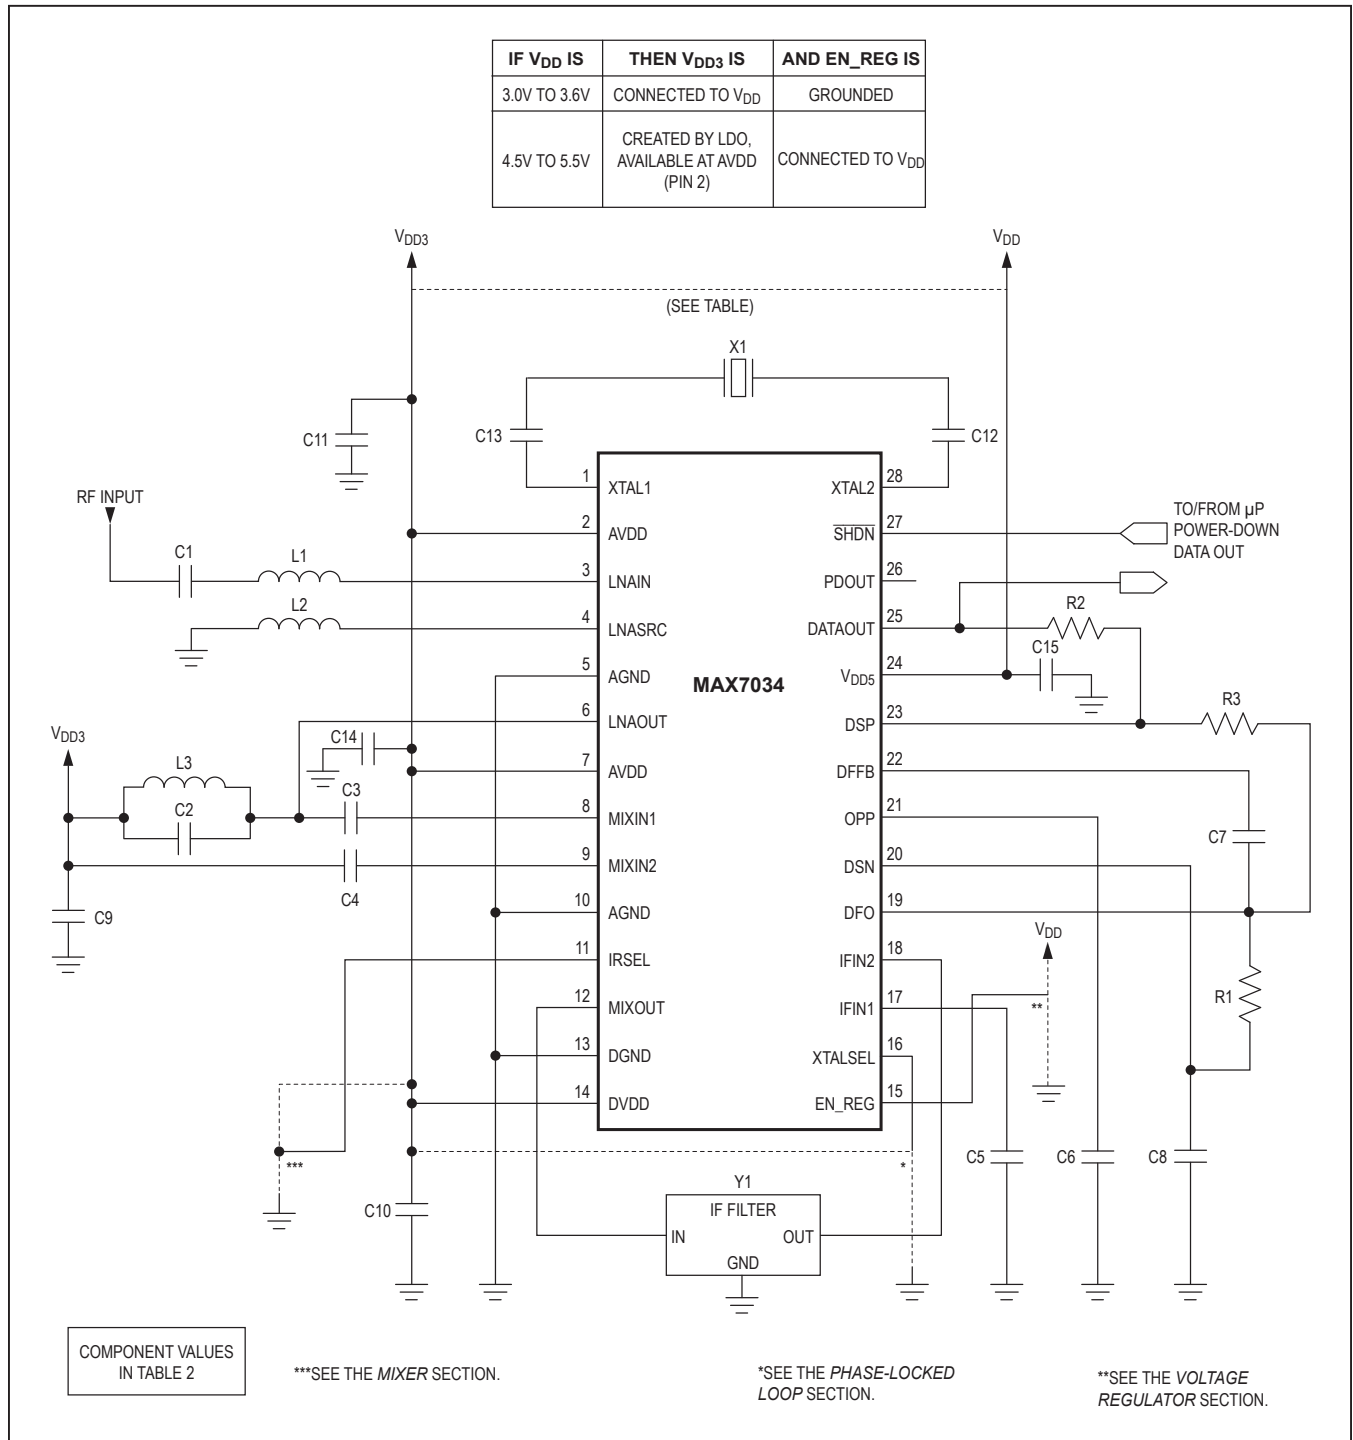 IF VDD IS THEN VDD3 IS AND EN_REG IS
3.0V TO 3.6V CONNECTED TO VDD GROUNDED
4.5V TO 5.5V CREATED BY LDO, AVAILABLE AT AVDD (PIN 2) CONNECTED TO VDD
VDD3
VDD
(SEE TABLE)
X1
C13
C12
C11
RF INPUT
C1
L1
L2
VDD3
L3
C2
C3
C4
C9
C14
C10
***
MAX7034
1 XTAL1
2 AVDD
3 LNAIN
4 LNASRC
5 AGND
6 LNAOUT
7 AVDD
8 MIXIN1
9 MIXIN2
10 AGND
11 IRSEL
12 MIXOUT
13 DGND
14 DVDD
XTAL2 28
SHDN 27
PDOUT 26
DATAOUT 25
VDD5 24
DSP 23
DFFB 22
OPP 21
DSN 20
DFO 19
IFIN2 18
IFIN1 17
XTALSEL 16
EN_REG 15
TO/FROM µP
POWER-DOWN
DATA OUT
R2
C15
R3
C7
VDD
**
R1
*
C5
C6
C8
Y1
IF FILTER
IN OUT
GND
COMPONENT VALUES
IN TABLE 2
***SEE THE MIXER SECTION.
*SEE THE PHASE-LOCKED
LOOP SECTION.
**SEE THE VOLTAGE
REGULATOR SECTION.